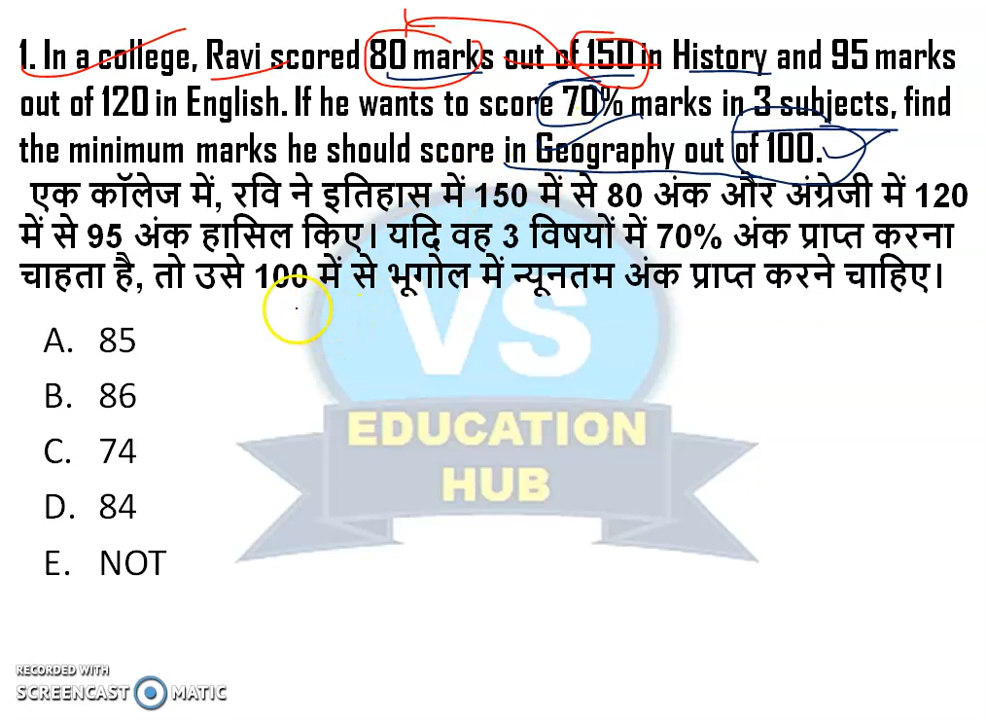 1. In a college, Ravi scored 80 marks out of 150 in History and 95 marks
out of 120 in English. If he wants to score 70% marks in 3 subjects, find
the minimum marks he should score in Geography out of 100.
एक कॉलेज में, रवि ने इतिहास में 150 में से 80 अंक और अंग्रेजी में 120
में से 95 अंक हासिल किए। यदि वह 3 विषयों में 70% अंक प्राप्त करना
चाहता है, तो उसे 100 में से भूगोल में न्यूनतम अंक प्राप्त करने चाहिए।
A. 85
B. 86
C. 74
D. 84
E. NOT
VS
EDUCATION
HUB
RECORDED WITH
SCREENCAST MATIC